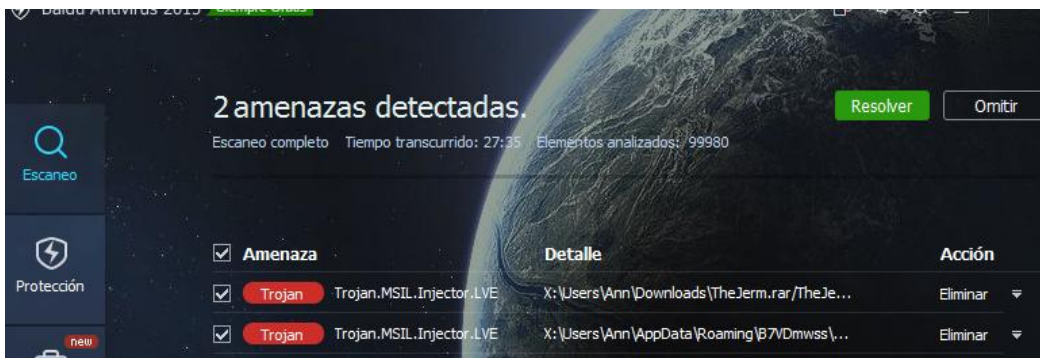 Baidu Antivirus 2015 Siempre Gratis
2 amenazas detectadas.
Resolver
Omitir
Escaneo completo Tiempo transcurrido: 27:35 Elementos analizados: 99980
Escaneo
Amenaza Detalle Acción
Trojan Trojan.MSIL.Injector.LVE X:\Users\Ann\Downloads\TheJerm.rar/TheJe... Eliminar
Trojan Trojan.MSIL.Injector.LVE X:\Users\Ann\AppData\Roaming\B7VDmwss\... Eliminar
Protección
new